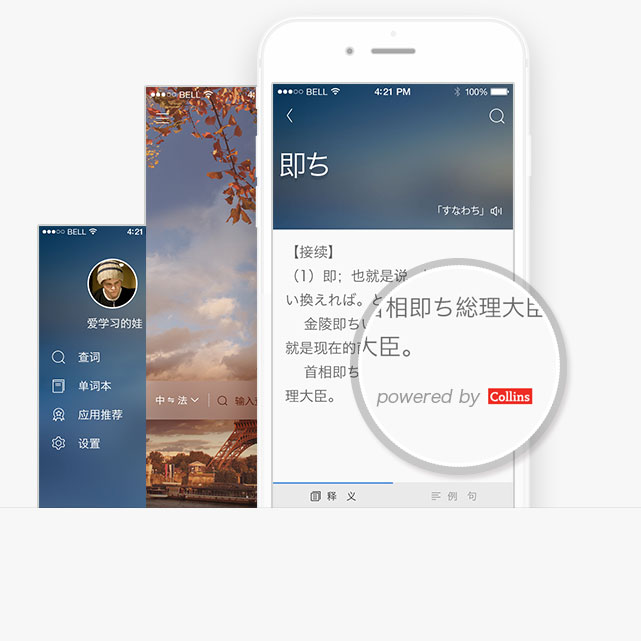 BELL 4:21
爱学习的娃
查词
单词本
应用推荐
设置
BELL
中⇋法
输入
BELL 4:21 PM 100%
即ち
「すなわち」
【接续】
（1）即；也就是说
い換えれば。
金陵即ち
就是现在的
首相即ち
理大臣。
相即ち総理大臣
大臣。
powered by Collins
释 义
例 句